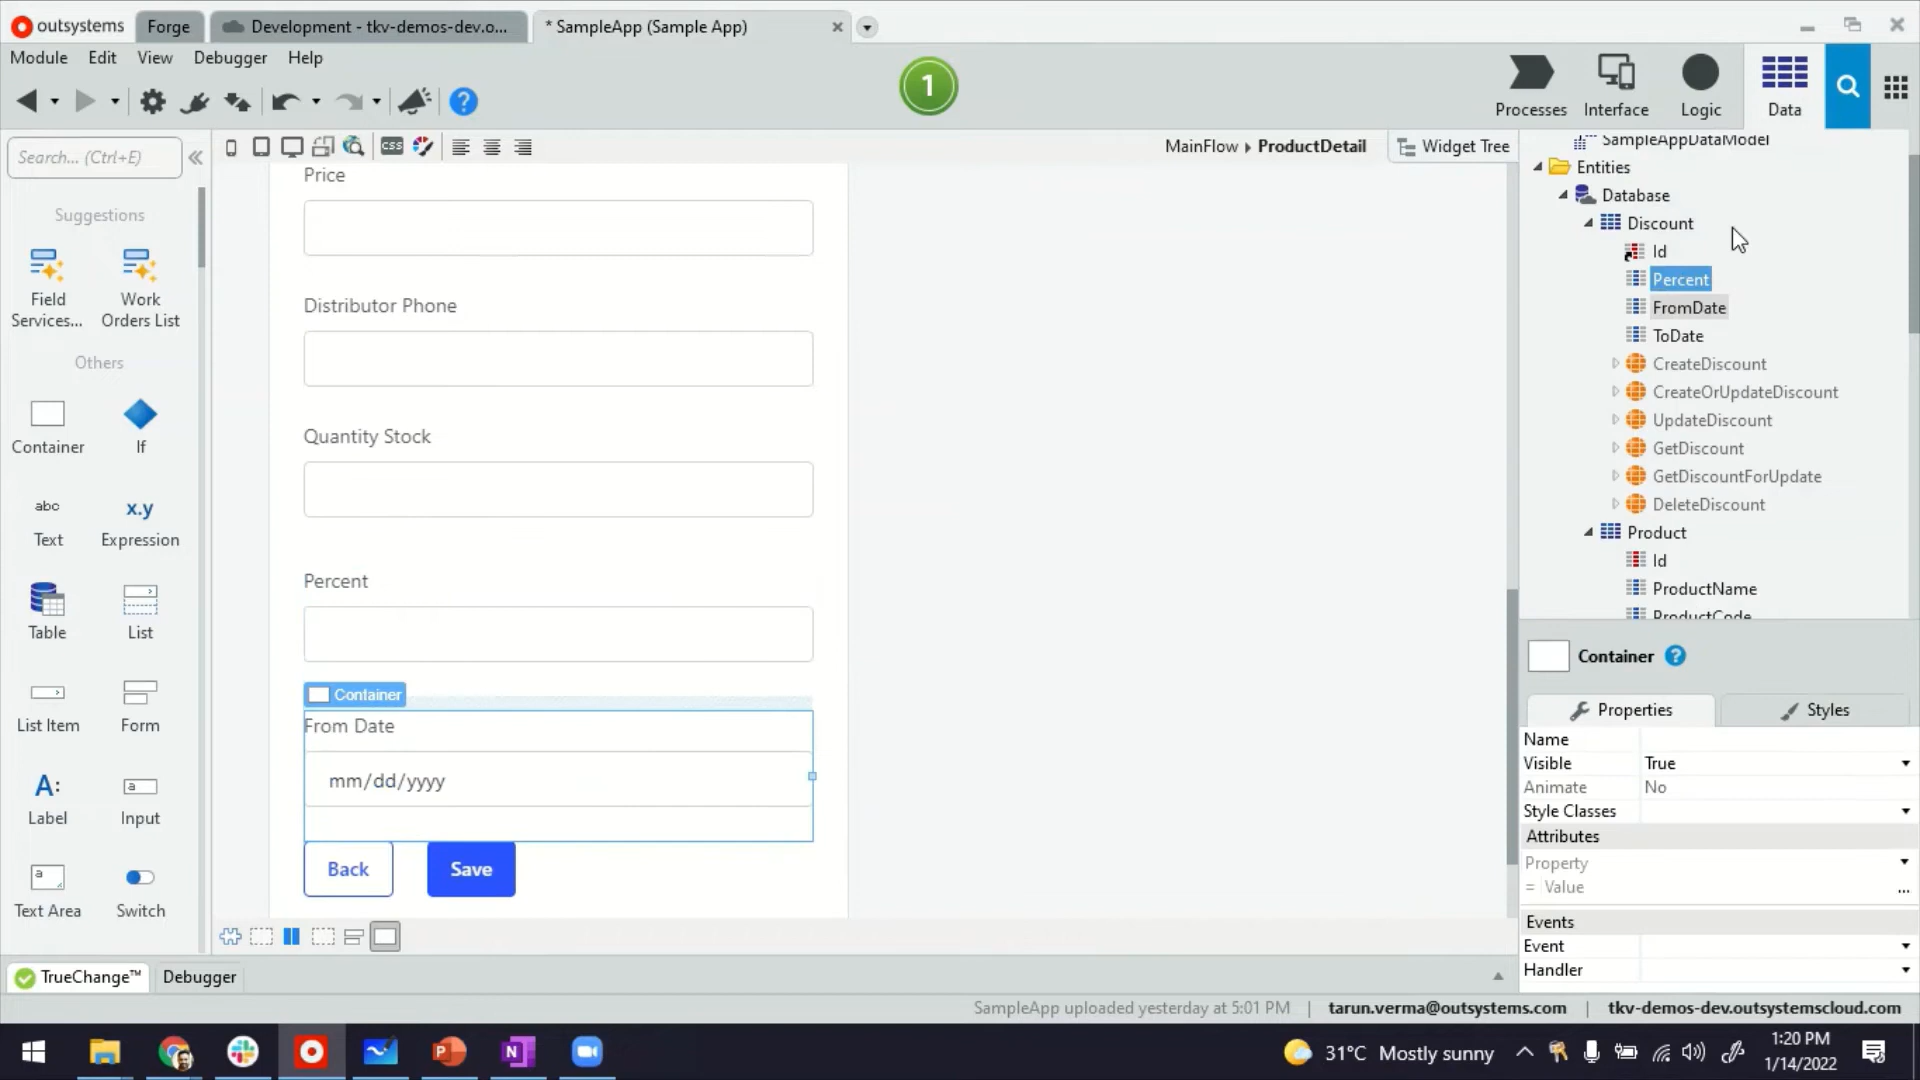 outsystems
Forge
Development - tkv-demos-dev.o...
* SampleApp (Sample App)
Module
Edit
View
Debugger
Help
1
Processes
Interface
Logic
Data
Search... (Ctrl+E)
css
MainFlow
ProductDetail
Widget Tree
Suggestions
Field
Services...
Work
Orders List
Others
Container
If
abc
Text
x.y
Expression
Table
List
List Item
Form
A:
Label
a
Input
a
Text Area
Switch
Price
Distributor Phone
Quantity Stock
Percent
Container
From Date
mm/dd/yyyy
Back
Save
SampleAppDataModel
Entities
Database
Discount
Id
Percent
FromDate
ToDate
CreateDiscount
CreateOrUpdateDiscount
UpdateDiscount
GetDiscount
GetDiscountForUpdate
DeleteDiscount
Product
Id
ProductName
ProductCode
Container
?
Properties
Styles
Name
Visible
True
Animate
No
Style Classes
Attributes
Property
= Value
...
Events
Event
Handler
TrueChange™
Debugger
SampleApp uploaded yesterday at 5:01 PM | tarun.verma@outsystems.com | tkv-demos-dev.outsystemscloud.com
31°C Mostly sunny
1:20 PM
1/14/2022